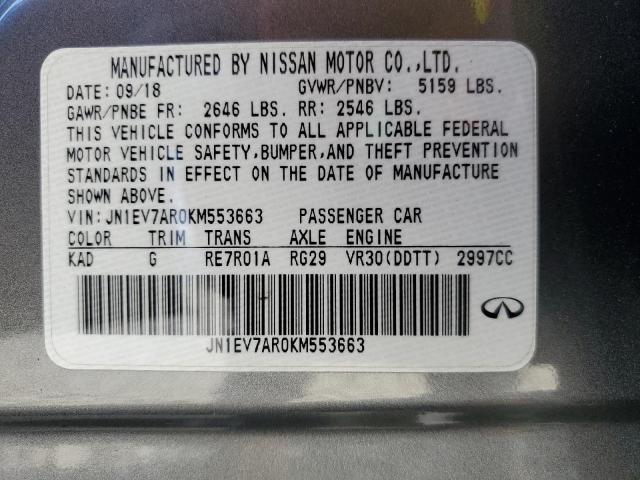 MANUFACTURED BY NISSAN MOTOR CO.,LTD.
DATE: 09/18 GVWR/PNBV: 5159 LBS.
GAWR/PNBE FR: 2646 LBS. RR: 2546 LBS.
THIS VEHICLE CONFORMS TO ALL APPLICABLE FEDERAL
MOTOR VEHICLE SAFETY,BUMPER,AND THEFT PREVENTION
STANDARDS IN EFFECT ON THE DATE OF MANUFACTURE
SHOWN ABOVE.
VIN:JN1EV7AR0KM553663 PASSENGER CAR
COLOR TRIM TRANS AXLE ENGINE
KAD G RE7R01A RG29 VR30(DDTT) 2997CC
JN1EV7AR0KM553663